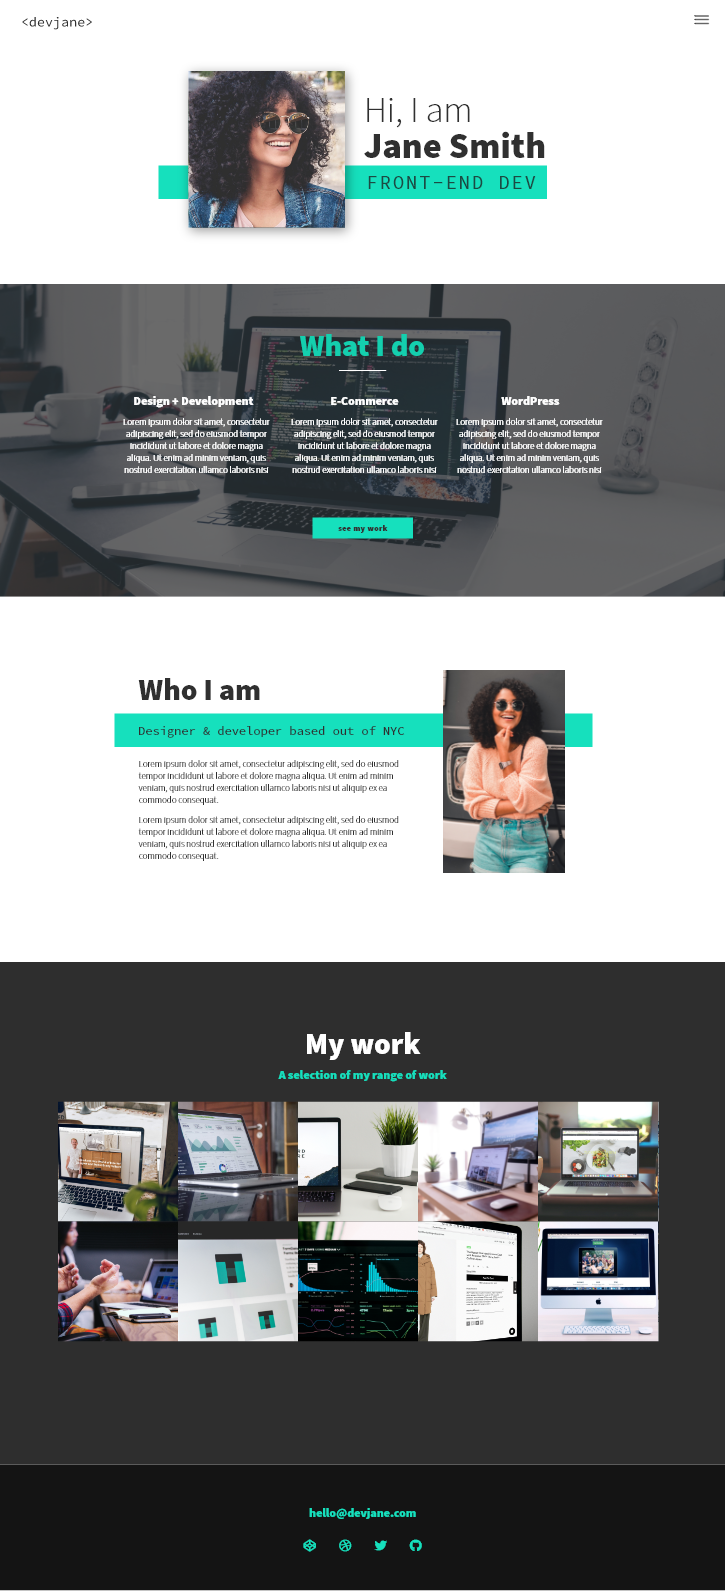 <devjane>
Hi, I am
Jane Smith
FRONT-END DEV
What I do
Design + Development
Lorem ipsum dolor sit amet, consectetur
adipiscing elit, sed do eiusmod tempor
incididunt ut labore et dolore magna
aliqua. Ut enim ad minim veniam, quis
nostrud exercitation ullamco laboris nisi
E-Commerce
Lorem ipsum dolor sit amet, consectetur
adipiscing elit, sed do eiusmod tempor
incididunt ut labore et dolore magna
aliqua. Ut enim ad minim veniam, quis
nostrud exercitation ullamco laboris nisi
WordPress
Lorem ipsum dolor sit amet, consectetur
adipiscing elit, sed do eiusmod tempor
incididunt ut labore et dolore magna
aliqua. Ut enim ad minim veniam, quis
nostrud exercitation ullamco laboris nisi
see my work
Who I am
Designer & developer based out of NYC
Lorem ipsum dolor sit amet, consectetur adipiscing elit, sed do eiusmod
tempor incididunt ut labore et dolore magna aliqua. Ut enim ad minim
veniam, quis nostrud exercitation ullamco laboris nisi ut aliquip ex ea
commodo consequat.
Lorem ipsum dolor sit amet, consectetur adipiscing elit, sed do eiusmod
tempor incididunt ut labore et dolore magna aliqua. Ut enim ad minim
veniam, quis nostrud exercitation ullamco laboris nisi ut aliquip ex ea
commodo consequat.
My work
A selection of my range of work
hello@devjane.com